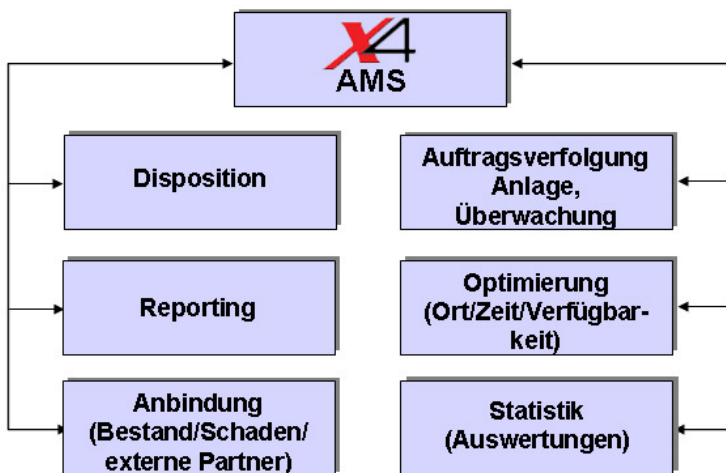 X4
AMS
Disposition
Auftragsverfolgung
Anlage,
Überwachung
Reporting
Optimierung
(Ort/Zeit/Verfügbar-
keit)
Anbindung
(Bestand/Schaden/
externe Partner)
Statistik
(Auswertungen)